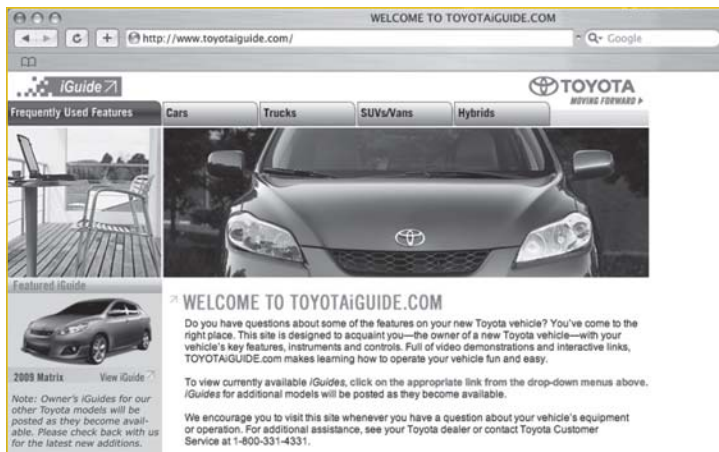 WELCOME TO TOYOTAiGUIDE.COM
http://www.toyotaiguide.com/
Google
iGuide
TOYOTA
MOVING FORWARD
Frequently Used Features
Cars
Trucks
SUVs/Vans
Hybrids
Featured iGuide
2009 Matrix
View iGuide
Note: Owner's iGuides for our
other Toyota models will be
posted as they become avail-
able. Please check back with us
for the latest new additions.
WELCOME TO TOYOTAiGUIDE.COM
Do you have questions about some of the features on your new Toyota vehicle? You've come to the
right place. This site is designed to acquaint you—the owner of a new Toyota vehicle—with your
vehicle's key features, instruments and controls. Full of video demonstrations and interactive links,
TOYOTAiGUIDE.com makes learning how to operate your vehicle fun and easy.
To view currently available iGuides, click on the appropriate link from the drop-down menus above.
iGuides for additional models will be posted as they become available.
We encourage you to visit this site whenever you have a question about your vehicle's equipment
or operation. For additional assistance, see your Toyota dealer or contact Toyota Customer
Service at 1-800-331-4331.